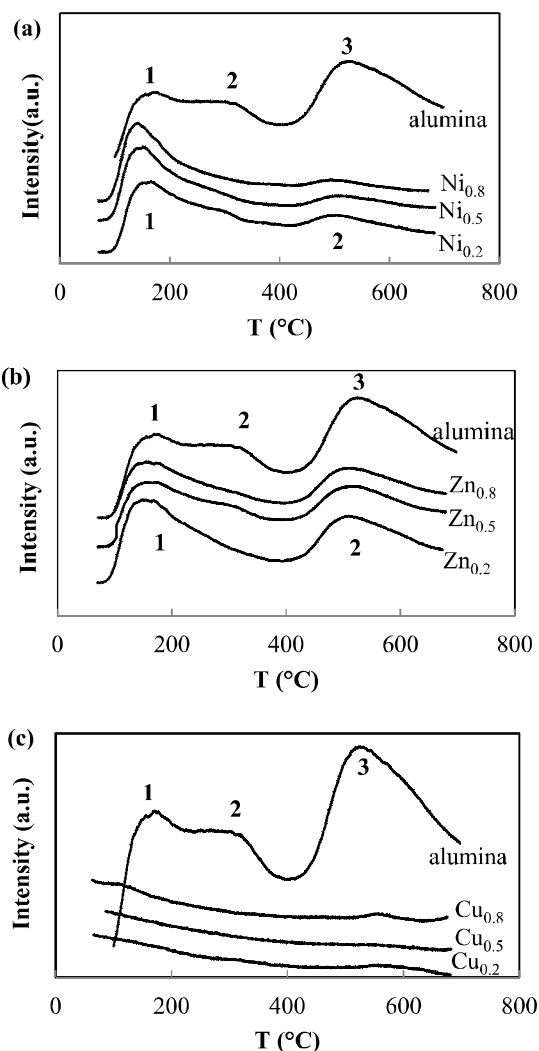 (a)
Intensity(a.u.)
1
2
3
alumina
Ni0.8
Ni0.5
Ni0.2
1
2
0 200 400 600 800
T (°C)
(b)
Intensity (a.u.)
1
2
3
alumina
Zn0.8
Zn0.5
Zn0.2
1
2
0 200 400 600 800
T (°C)
(c)
Intensity (a.u.)
1
2
3
alumina
Cu0.8
Cu0.5
Cu0.2
0 200 400 600 800
T (°C)